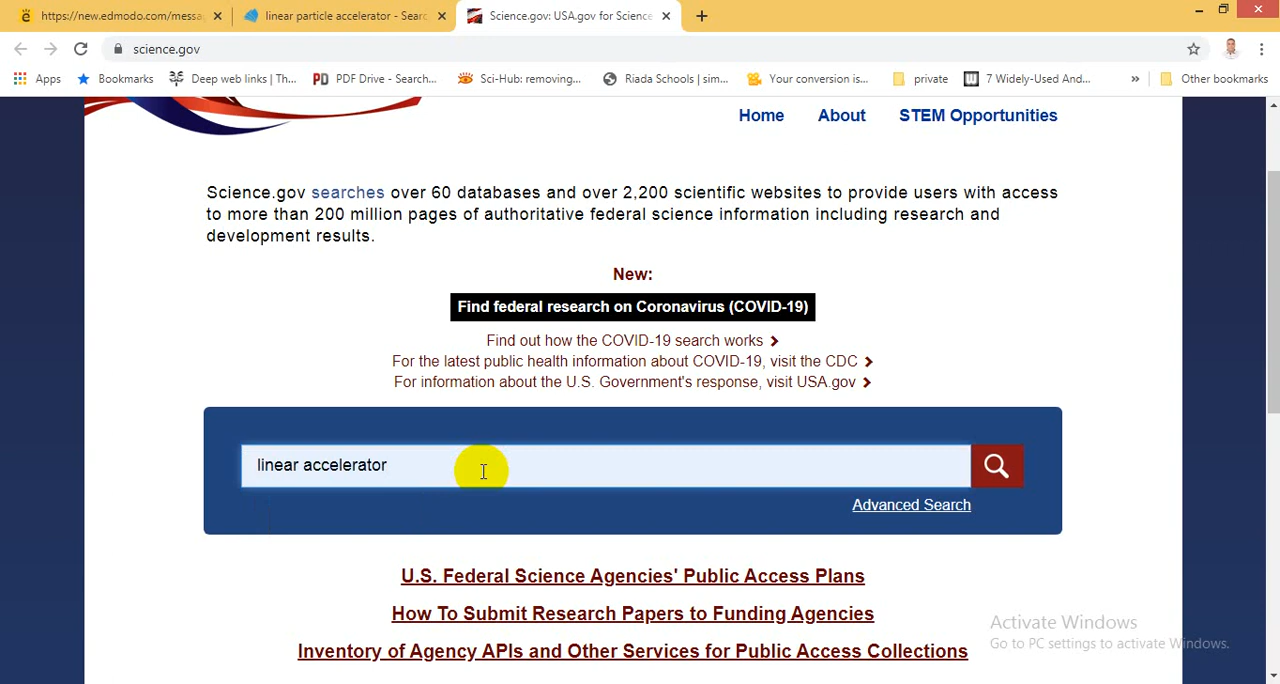 https://new.edmodo.com/messa
linear particle accelerator - Searc
Science.gov: USA.gov for Science
science.gov
Apps
Bookmarks
Deep web links | Th...
PDF Drive - Search...
Sci-Hub: removing...
Riada Schools | sim...
Your conversion is...
private
7 Widely-Used And...
»
Other bookmarks
Home About STEM Opportunities
Science.gov searches over 60 databases and over 2,200 scientific websites to provide users with access
to more than 200 million pages of authoritative federal science information including research and
development results.
New:
Find federal research on Coronavirus (COVID-19)
Find out how the COVID-19 search works
For the latest public health information about COVID-19, visit the CDC
For information about the U.S. Government's response, visit USA.gov
linear accelerator
Advanced Search
U.S. Federal Science Agencies' Public Access Plans
How To Submit Research Papers to Funding Agencies
Inventory of Agency APIs and Other Services for Public Access Collections
Activate Windows
Go to PC settings to activate Windows.